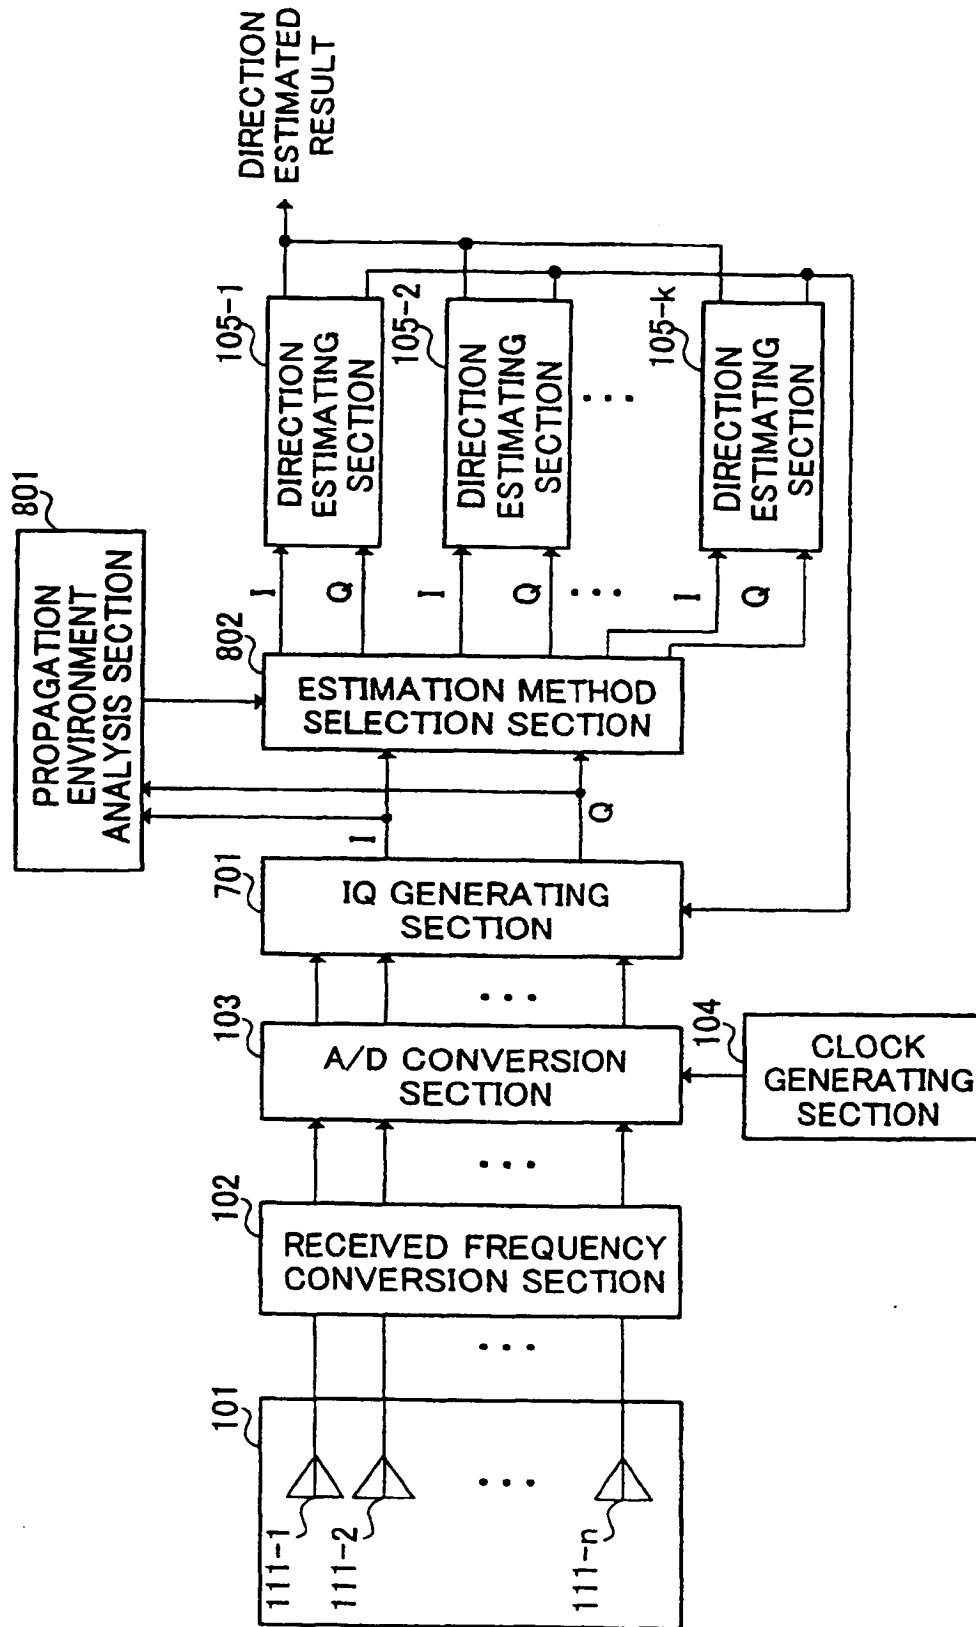 101
111-1
111-2
...
111-n
...
102
RECEIVED FREQUENCY
CONVERSION SECTION
...
103
A/D CONVERSION
SECTION
104
CLOCK
GENERATING
SECTION
...
701
IQ GENERATING
SECTION
I
Q
801
PROPAGATION
ENVIRONMENT
ANALYSIS SECTION
802
ESTIMATION METHOD
SELECTION SECTION
I
Q
I
Q
...
I
Q
105-1
DIRECTION
ESTIMATING
SECTION
105-2
DIRECTION
ESTIMATING
SECTION
...
105-k
DIRECTION
ESTIMATING
SECTION
DIRECTION
ESTIMATED
RESULT